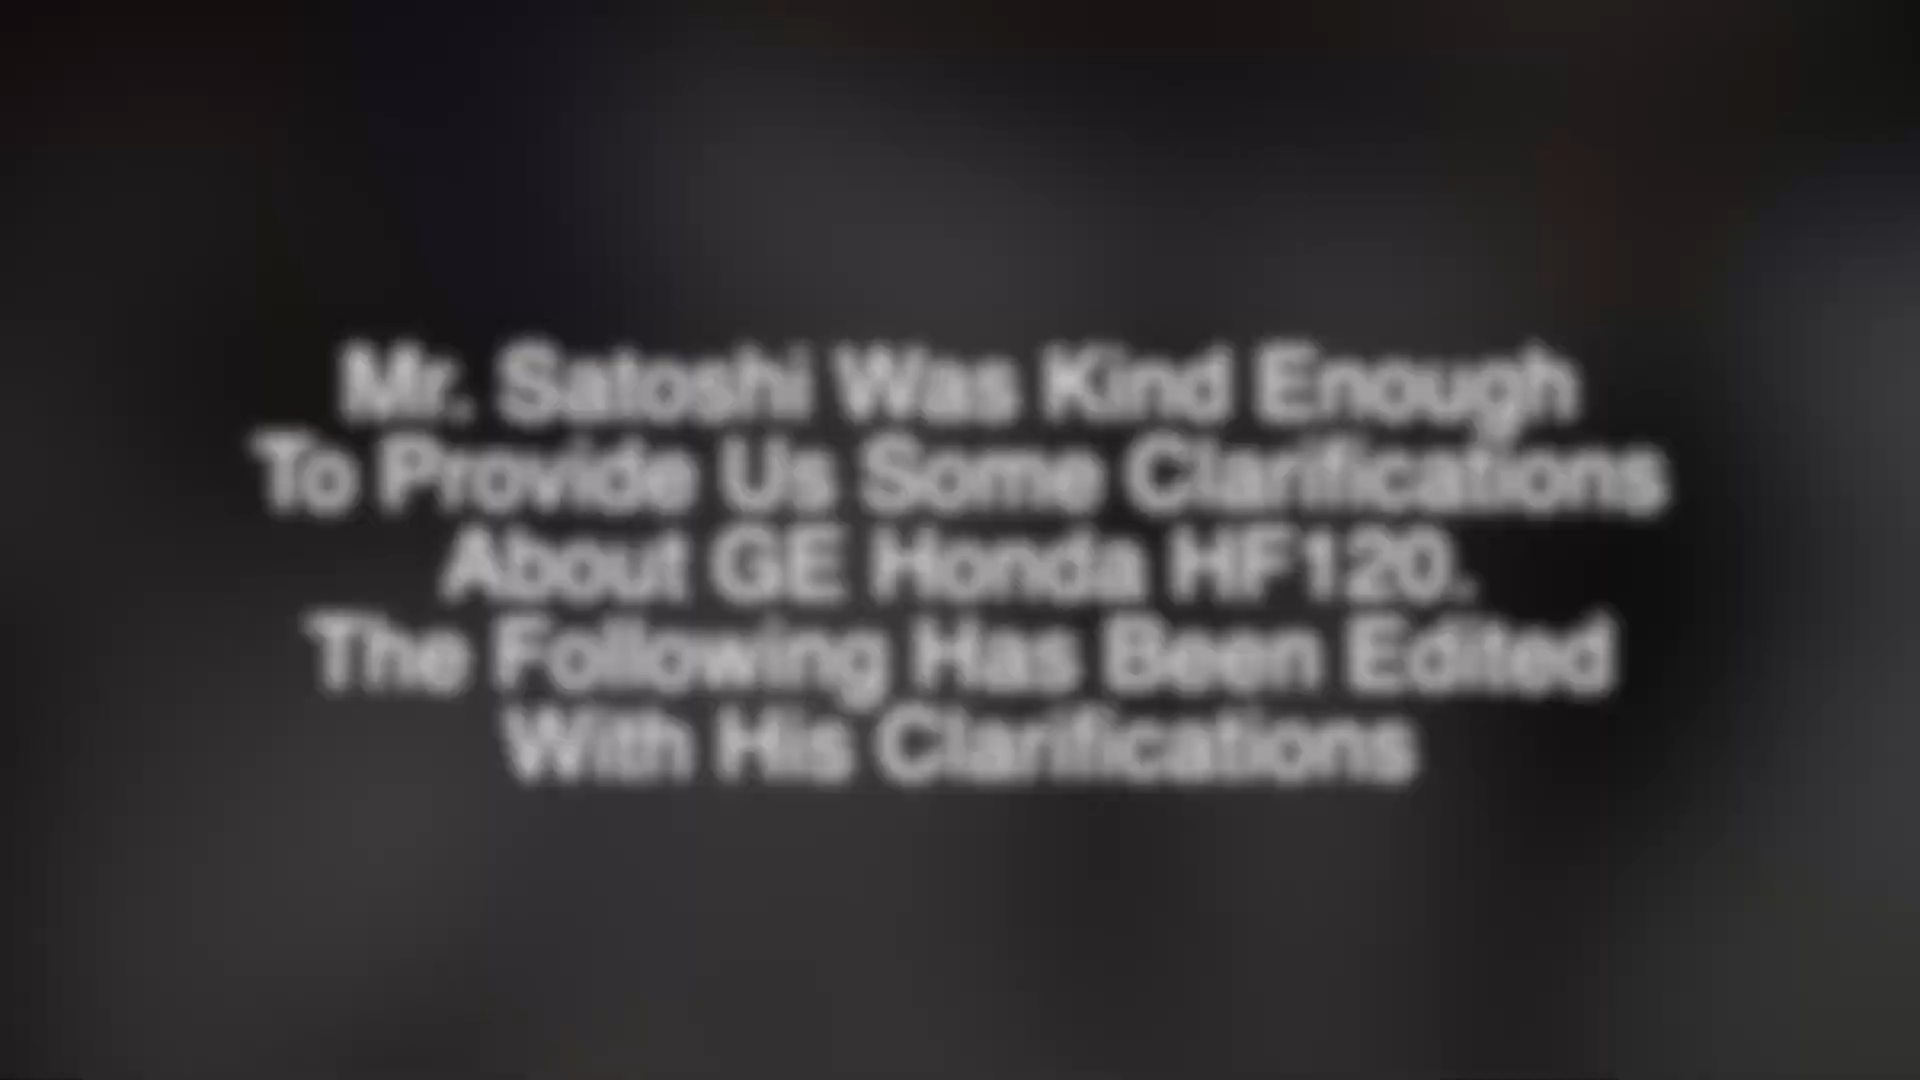 Mr. Satoshi Was Kind Enough
To Provide Us Some Clarifications
About GE Honda HF120.
The Following Has Been Edited
With His Clarifications